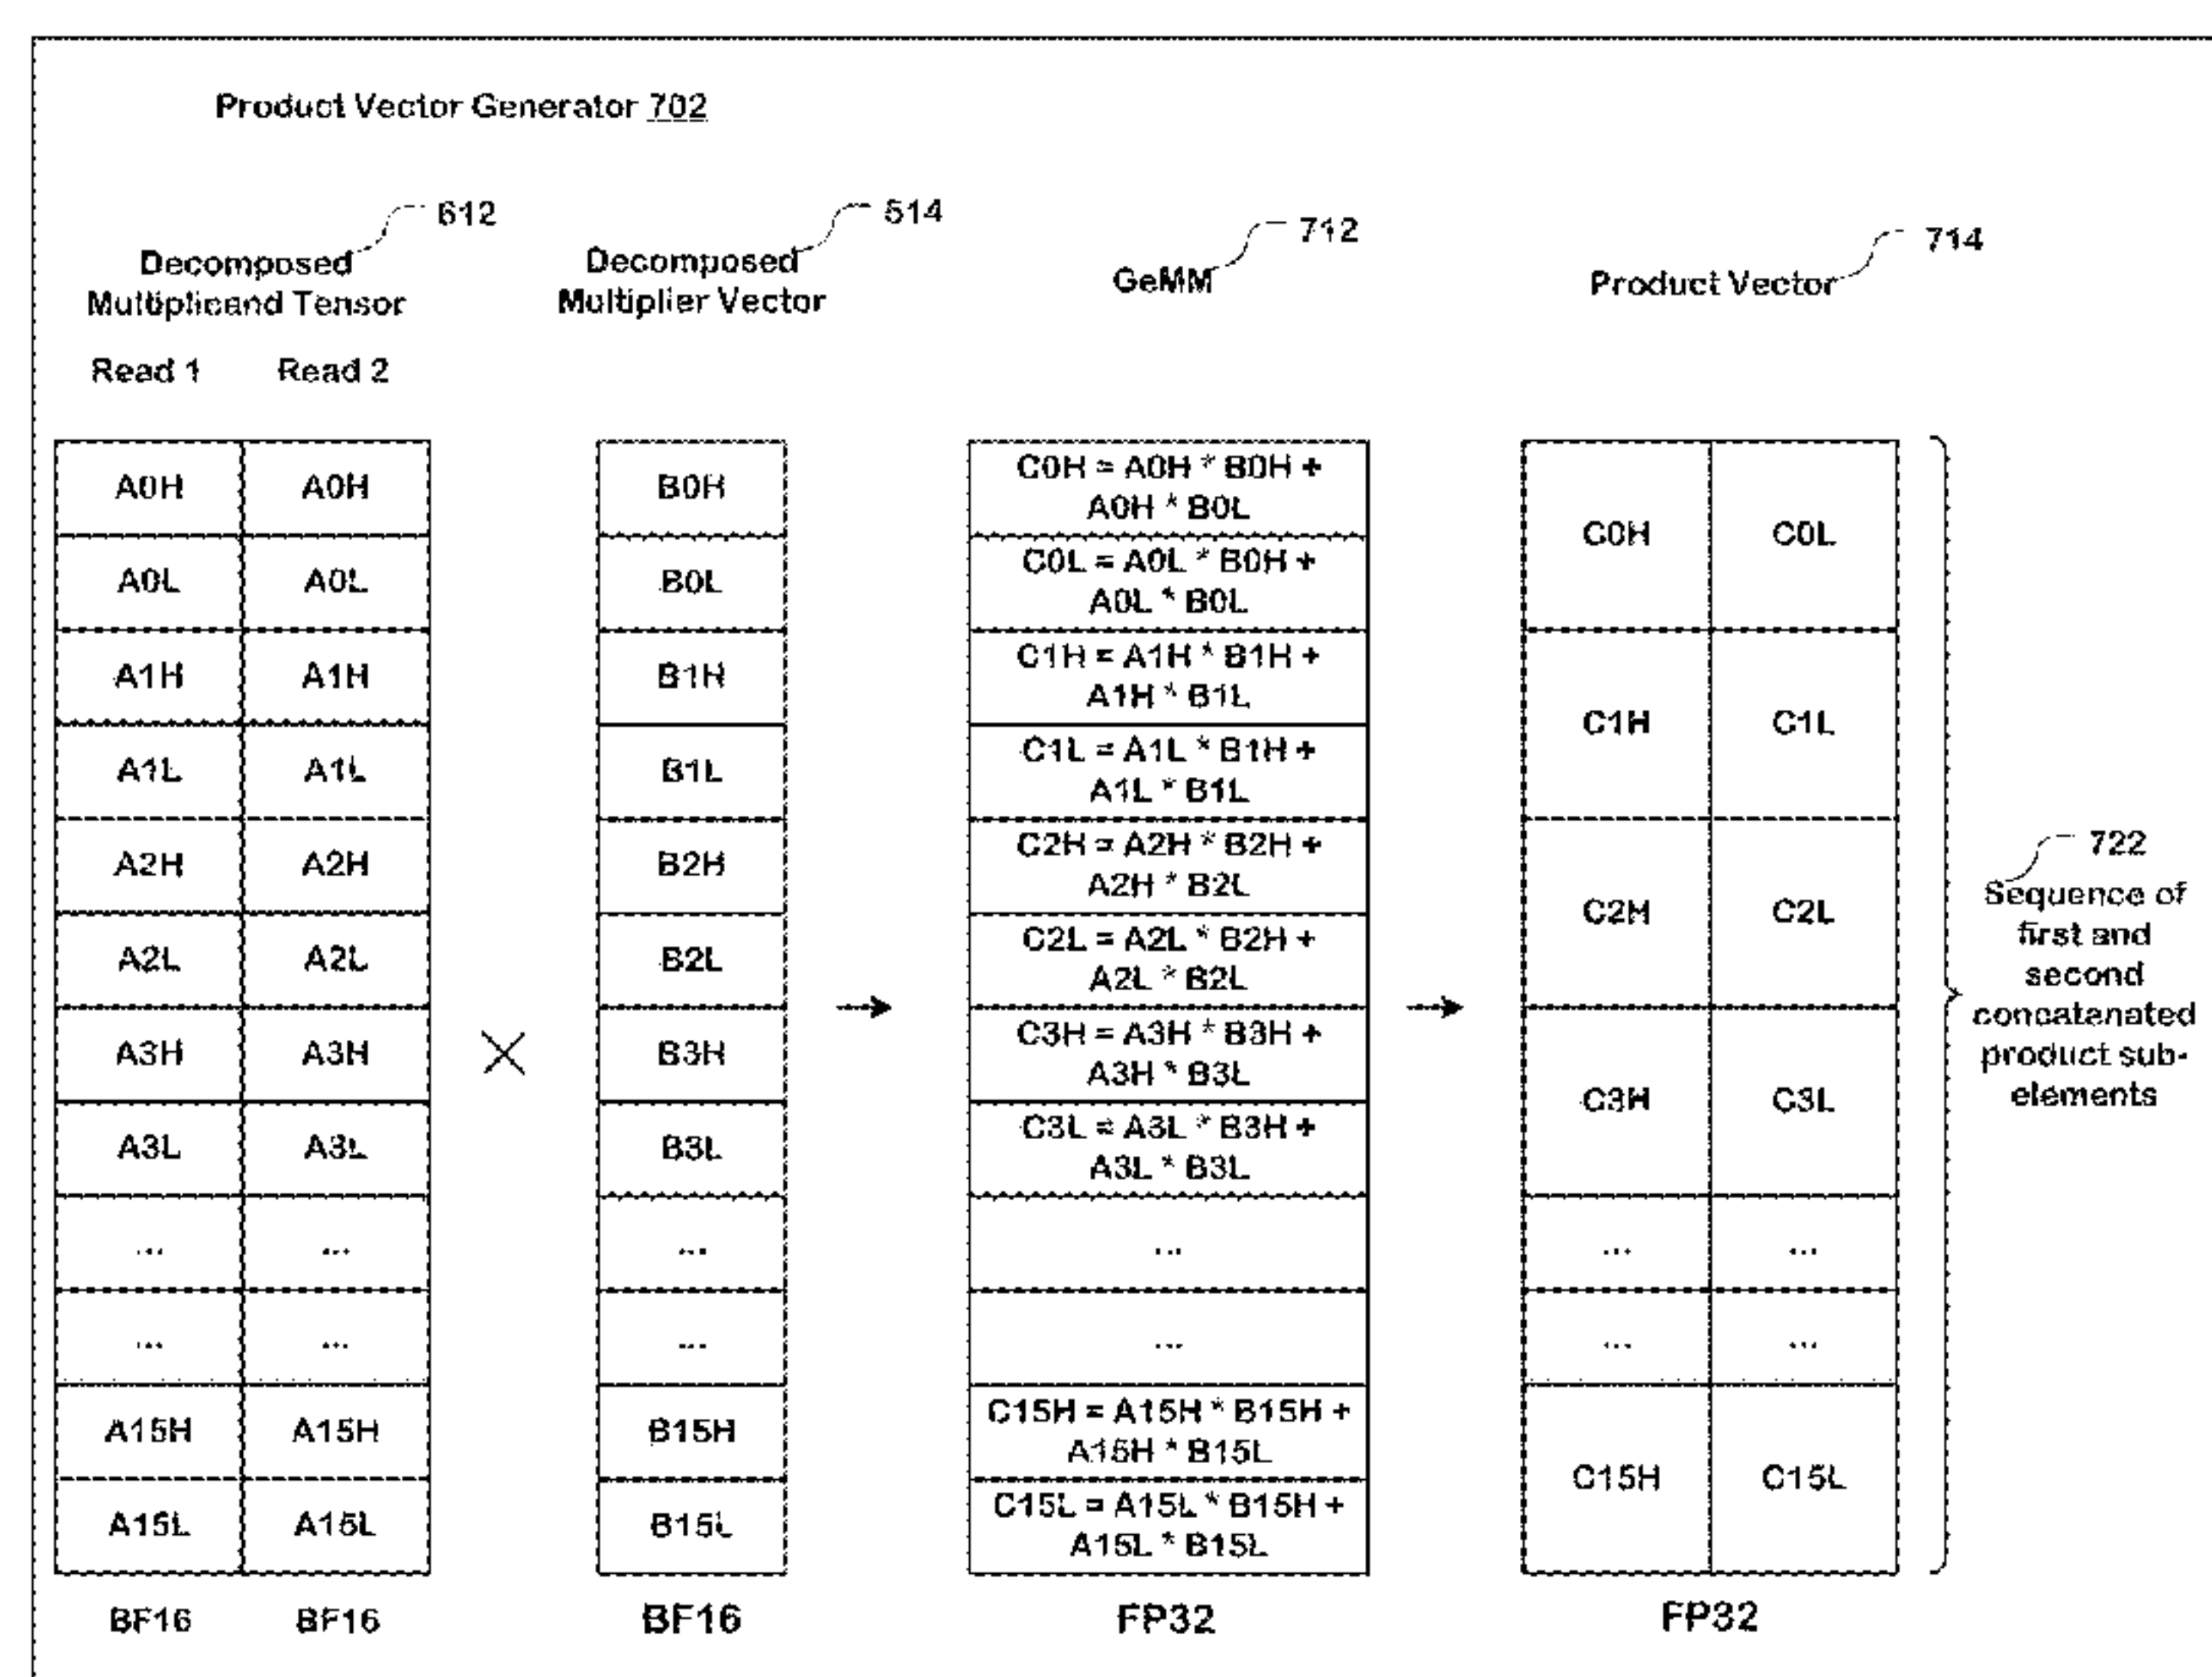 Product Vector Generator 702
612
514
712
714
Decomposed
Multiplicand Tensor
Decomposed
Multiplier Vector
GeMM
Product Vector
Read 1 Read 2
A0H A0H B0H
C0H = A0H * B0H +
A0H * B0L
C0H C0L
A0L A0L B0L
C0L = A0L * B0H +
A0L * B0L
A1H A1H B1H
C1H = A1H * B1H +
A1H * B1L
C1H C1L
A1L A1L B1L
C1L = A1L * B1H +
A1L * B1L
A2H A2H B2H
C2H = A2H * B2H +
A2H * B2L
C2H C2L
A2L A2L B2L
C2L = A2L * B2H +
A2L * B2L
A3H A3H × B3H
C3H = A3H * B3H +
A3H * B3L
C3H C3L
A3L A3L B3L
C3L = A3L * B3H +
A3L * B3L
... ... ... ... ... ...
... ... ... ... ... ...
A15H A15H B15H
C15H = A15H * B15H +
A15H * B15L
C15H C15L
A15L A15L B15L
C15L = A15L * B15H +
A15L * B15L
722
Sequence of
first and
second
concatanated
product sub-
elements
BF16 BF16 BF16 FP32 FP32